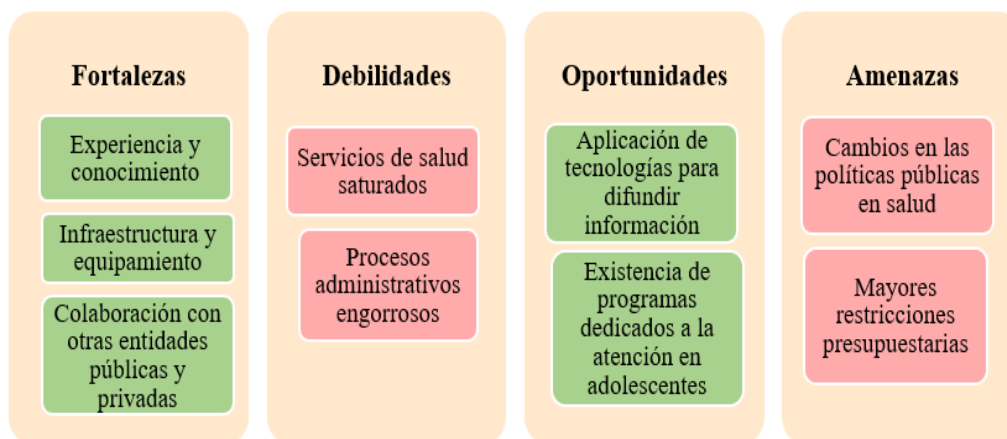 Fortalezas
Experiencia y
conocimiento
Infraestructura y
equipamiento
Colaboración con
otras entidades
públicas y
privadas
Debilidades
Servicios de salud
saturados
Procesos
administrativos
engorrosos
Oportunidades
Aplicación de
tecnologías para
difundir
información
Existencia de
programas
dedicados a la
atención en
adolescentes
Amenazas
Cambios en las
políticas públicas
en salud
Mayores
restricciones
presupuestarias